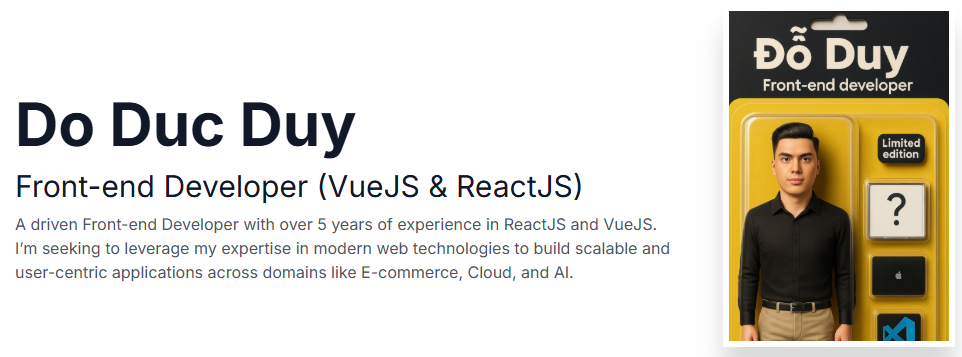 Do Duc Duy
Front-end Developer (VueJS & ReactJS)
A driven Front-end Developer with over 5 years of experience in ReactJS and VueJS.
I’m seeking to leverage my expertise in modern web technologies to build scalable and
user-centric applications across domains like E-commerce, Cloud, and AI.
Đỗ Duy
Front-end developer
Limited
edition
?